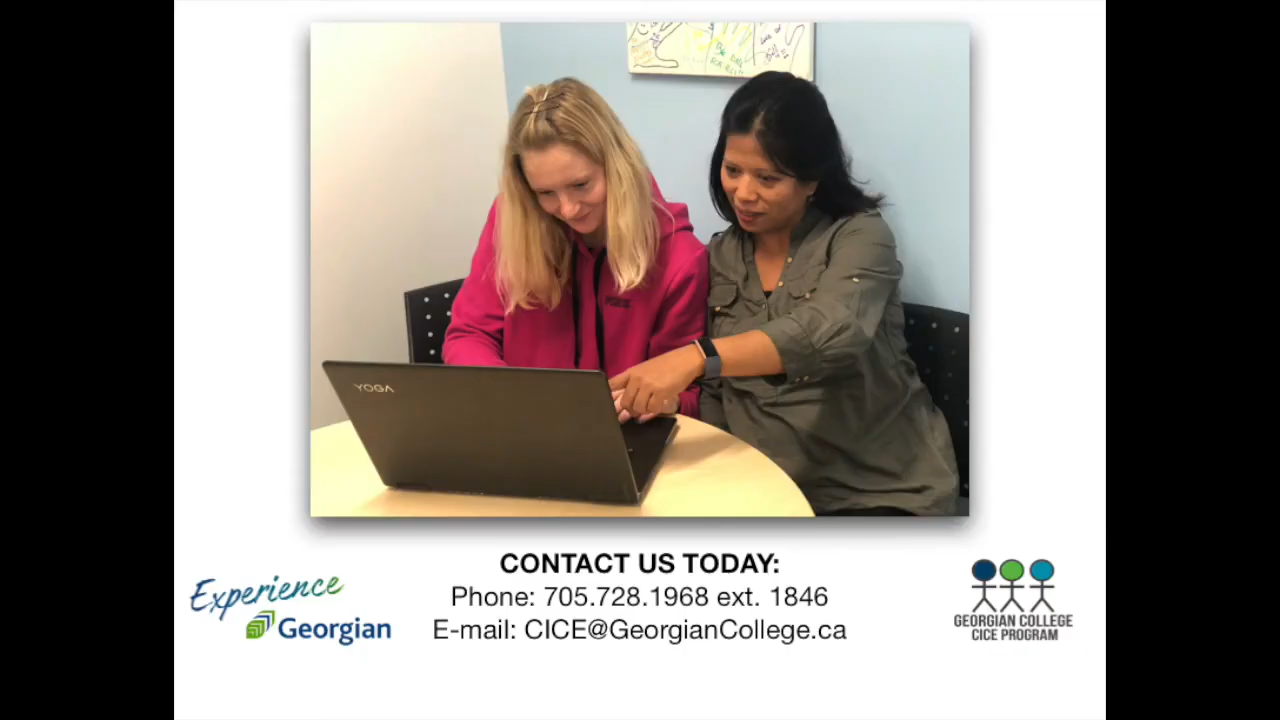 YOGA
CONTACT US TODAY:
Phone: 705.728.1968 ext. 1846
E-mail: CICE@GeorgianCollege.ca
Experience
Georgian
GEORGIAN COLLEGE
CICE PROGRAM